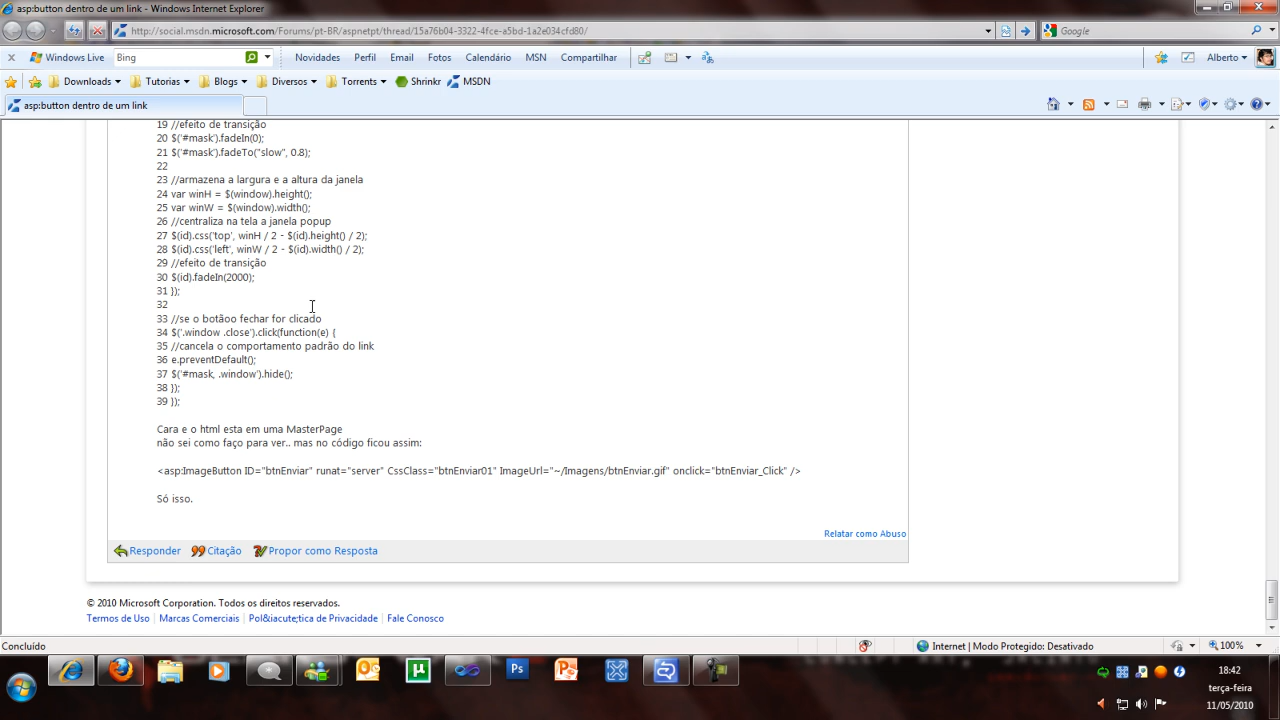 asp:button dentro de um link - Windows Internet Explorer
http://social.msdn.microsoft.com/Forums/pt-BR/aspnetpt/thread/15a76b04-3322-4fce-a5bd-1a2e034cfd80/
Google
Windows Live
Bing
Novidades
Perfil
Email
Fotos
Calendário
MSN
Compartilhar
Alberto
Downloads
Tutorias
Blogs
Diversos
Torrents
Shrinkr
MSDN
asp:button dentro de um link
19 //efeito de transição
20 $('#mask').fadeIn(0);
21 $('#mask').fadeTo("slow", 0.8);
22
23 //armazena a largura e a altura da janela
24 var winH = $(window).height();
25 var winW = $(window).width();
26 //centraliza na tela a janela popup
27 $(id).css('top', winH / 2 - $(id).height() / 2);
28 $(id).css('left', winW / 2 - $(id).width() / 2);
29 //efeito de transição
30 $(id).fadeIn(2000);
31 });
32
33 //se o botãoo fechar for clicado
34 $('.window .close').click(function(e) {
35 //cancela o comportamento padrão do link
36 e.preventDefault();
37 $('#mask, .window').hide();
38 });
39 });
Cara e o html esta em uma MasterPage
não sei como faço para ver.. mas no código ficou assim:
<asp:ImageButton ID="btnEnviar" runat="server" CssClass="btnEnviar01" ImageUrl="~/Imagens/btnEnviar.gif" onclick="btnEnviar_Click" />
Só isso.
Relatar como Abuso
Responder
Citação
Propor como Resposta
© 2010 Microsoft Corporation. Todos os direitos reservados.
Termos de Uso | Marcas Comerciais | Pol&iacute;tica de Privacidade | Fale Conosco
Concluído
Internet | Modo Protegido: Desativado
100%
Ps
18:42
terça-feira
11/05/2010